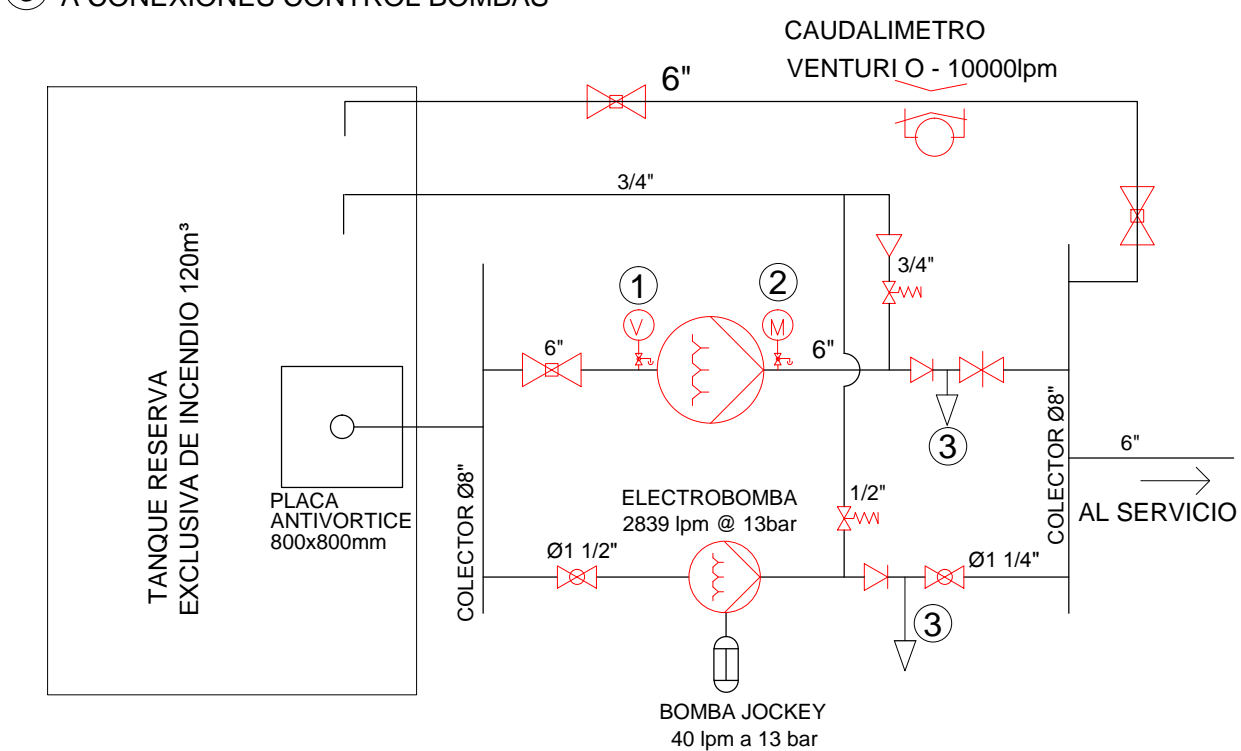 3 A CONEXIONES CONTROL BOMBAS
CAUDALIMETRO
VENTURI O - 10000lpm
6"
3/4"
3/4"
1
2
V
M
6"
6"
3
TANQUE RESERVA
EXCLUSIVA DE INCENDIO 120m³
PLACA
ANTIVORTICE
800x800mm
COLECTOR Ø8"
COLECTOR Ø8"
6"
AL SERVICIO
ELECTROBOMBA
2839 lpm @ 13bar
1/2"
Ø1 1/2"
Ø1 1/4"
3
BOMBA JOCKEY
40 lpm a 13 bar